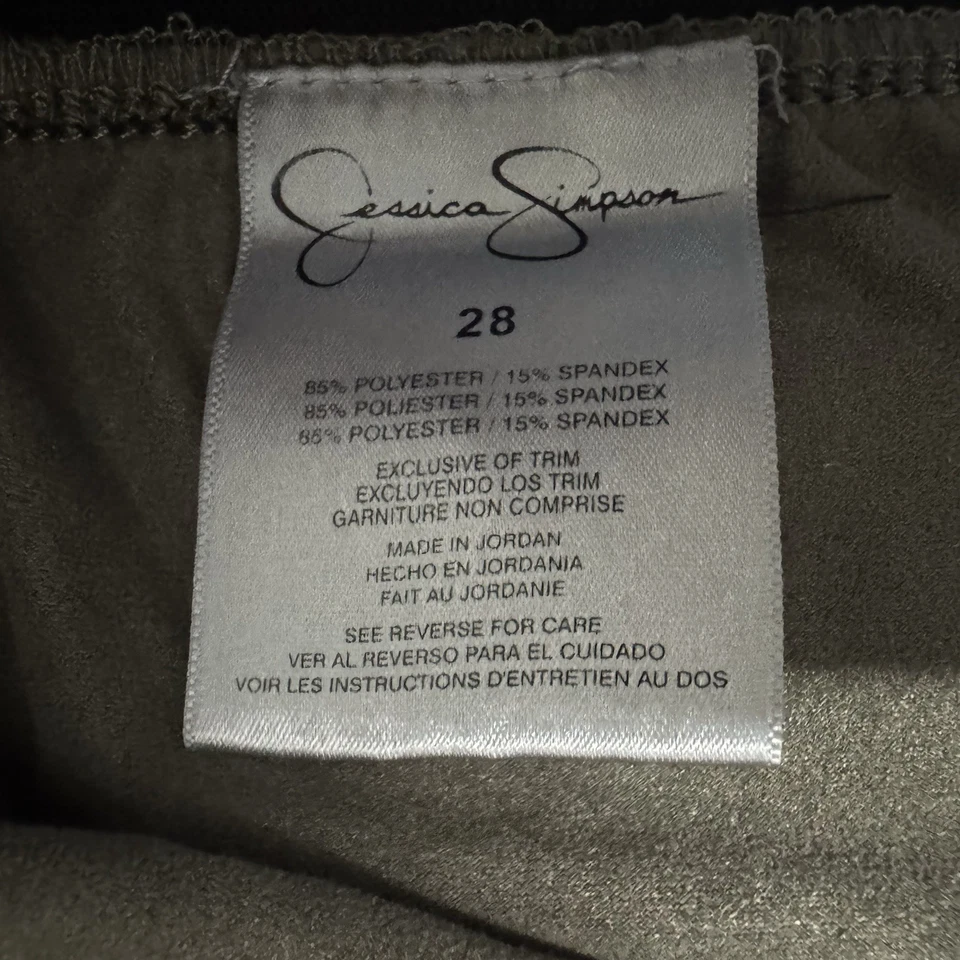 Jessica Simpson
28
85% POLYESTER / 15% SPANDEX
85% POLIESTER / 15% SPANDEX
85% POLYESTER / 15% SPANDEX
EXCLUSIVE OF TRIM
EXCLUYENDO LOS TRIM
GARNITURE NON COMPRISE
MADE IN JORDAN
HECHO EN JORDANIA
FAIT AU JORDANIE
SEE REVERSE FOR CARE
VER AL REVERSO PARA EL CUIDADO
VOIR LES INSTRUCTIONS D'ENTRETIEN AU DOS